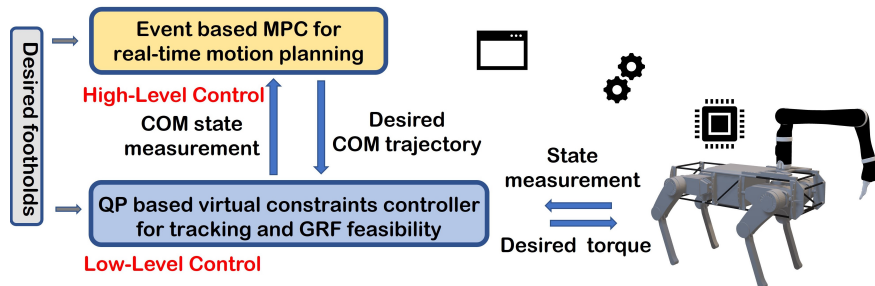 Desired footholds
Event based MPC for
real-time motion planning
High-Level Control
COM state
measurement
Desired
COM trajectory
QP based virtual constraints controller
for tracking and GRF feasibility
Low-Level Control
State
measurement
Desired torque